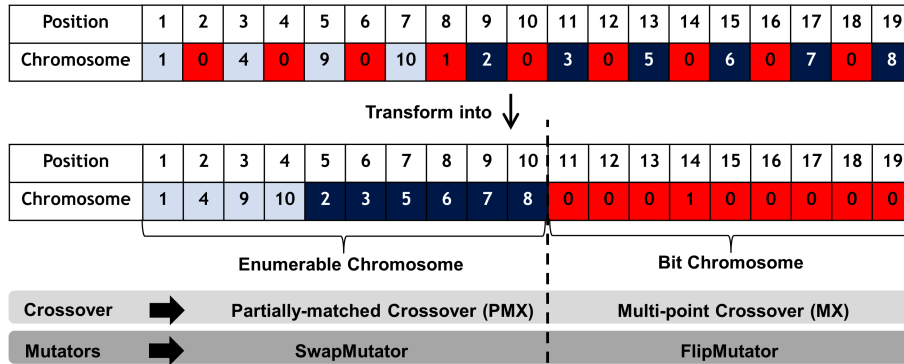 Position 1 2 3 4 5 6 7 8 9 10 11 12 13 14 15 16 17 18 19
Chromosome 1 0 4 0 9 0 10 1 2 0 3 0 5 0 6 0 7 0 8
Transform into
Position 1 2 3 4 5 6 7 8 9 10 11 12 13 14 15 16 17 18 19
Chromosome 1 4 9 10 2 3 5 6 7 8 0 0 0 1 0 0 0 0 0
Enumerable Chromosome Bit Chromosome
Crossover Partially-matched Crossover (PMX) Multi-point Crossover (MX)
Mutators SwapMutator FlipMutator